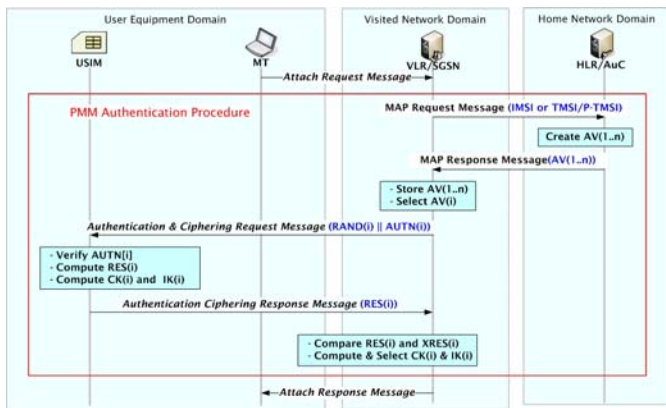 User Equipment Domain
Visited Network Domain
Home Network Domain
USIM
MT
VLR/SGSN
HLR/AuC
Attach Request Message
PMM Authentication Procedure
MAP Request Message (IMSI or TMSI/P-TMSI)
Create AV(1..n)
MAP Response Message(AV(1..n))
- Store AV(1..n)
- Select AV(i)
Authentication & Ciphering Request Message (RAND(i) || AUTN(i))
- Verify AUTN[i]
- Compute RES(i)
- Compute CK(i) and IK(i)
Authentication Ciphering Response Message (RES(i))
- Compare RES(i) and XRES(i)
- Compute & Select CK(i) & IK(i)
Attach Response Message